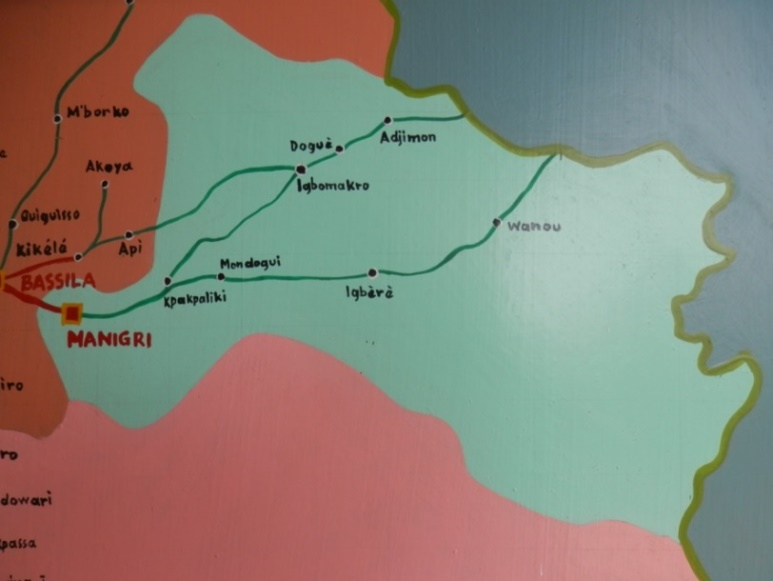 M'borko
Adjimon
Doguè
Akoya
Igbomakro
Quiguisso
Wanou
Api
Kikélé
Mondogui
BASSILA
Igbèrè
Kpakpaliki
MANIGRI
iro
ro
dowari
passa